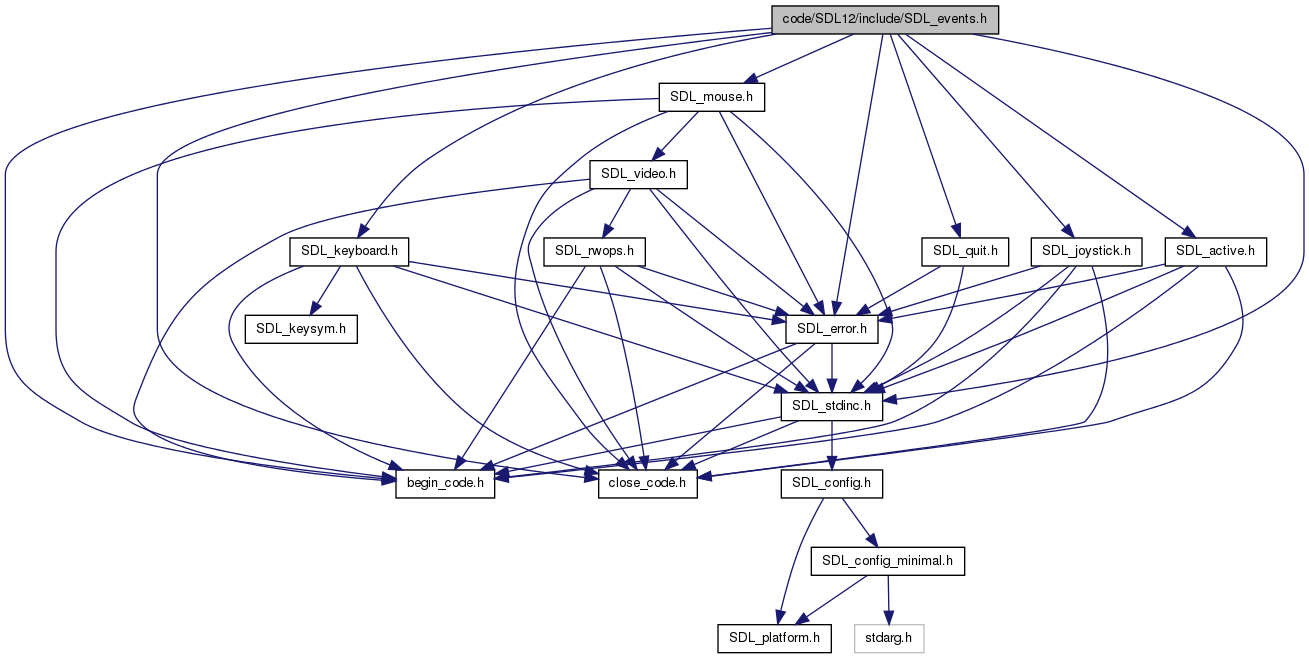 code/SDL12/include/SDL_events.h
SDL_mouse.h
SDL_video.h
SDL_keyboard.h
SDL_rwops.h
SDL_quit.h
SDL_joystick.h
SDL_active.h
SDL_keysym.h
SDL_error.h
SDL_stdinc.h
begin_code.h
close_code.h
SDL_config.h
SDL_config_minimal.h
SDL_platform.h
stdarg.h